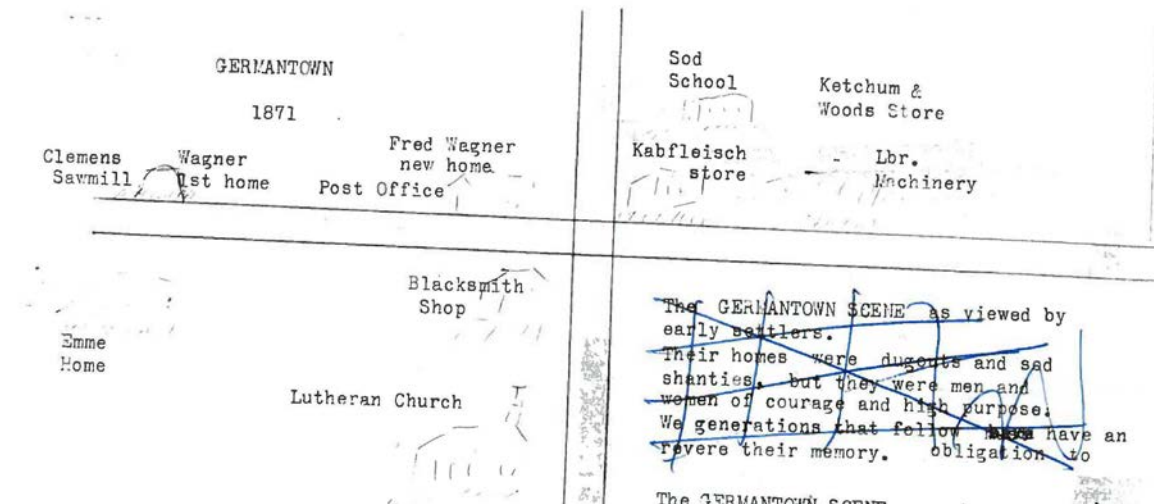 GERMANTOWN
1871
Clemens
Sawmill
Wagner
1st home
Post Office
Fred Wagner
new home
Sod
School
Ketchum &
Woods Store
Kabfleisch
store
Lbr.
Machinery
Emme
Home
Blacksmith
Shop
Lutheran Church
The GERMANTOWN SCENE as viewed by
early settlers.
Their homes were dugouts and sod
shanties, but they were men and
women of courage and high purpose.
We generations that follow have an
revere their memory. obligation to
The GERMANTOWN SCENE